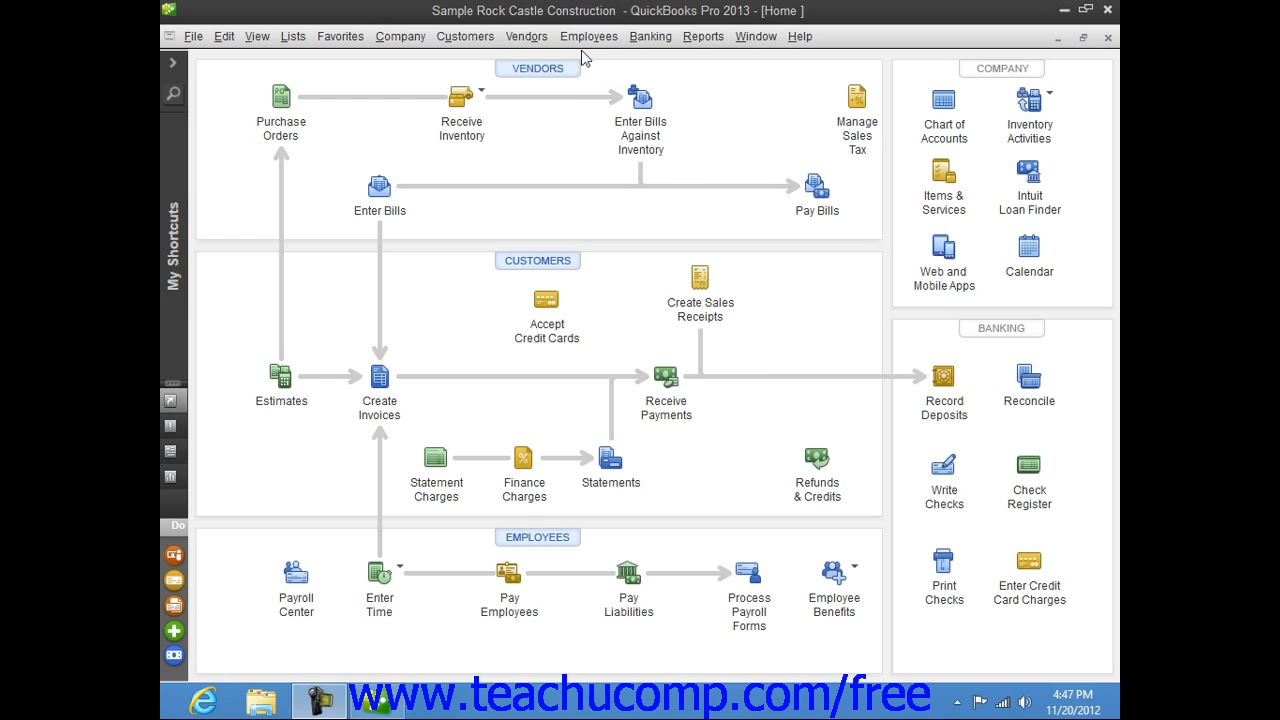 Sample Rock Castle Construction - QuickBooks Pro 2013 - [Home ]
File Edit View Lists Favorites Company Customers Vendors Employees Banking Reports Window Help
My Shortcuts
Do
VENDORS
Purchase
Orders
Receive
Inventory
Enter Bills
Against
Inventory
Manage
Sales
Tax
Enter Bills
Pay Bills
CUSTOMERS
Accept
Credit Cards
Create Sales
Receipts
Estimates
Create
Invoices
Receive
Payments
Statement
Charges
Finance
Charges
Statements
Refunds
& Credits
EMPLOYEES
Payroll
Center
Enter
Time
Pay
Employees
Pay
Liabilities
Process
Payroll
Forms
Employee
Benefits
COMPANY
Chart of
Accounts
Inventory
Activities
Items &
Services
Intuit
Loan Finder
Web and
Mobile Apps
Calendar
BANKING
Record
Deposits
Reconcile
Write
Checks
Check
Register
Print
Checks
Enter Credit
Card Charges
www.teachucomp.com/free
4:47 PM
11/20/2012